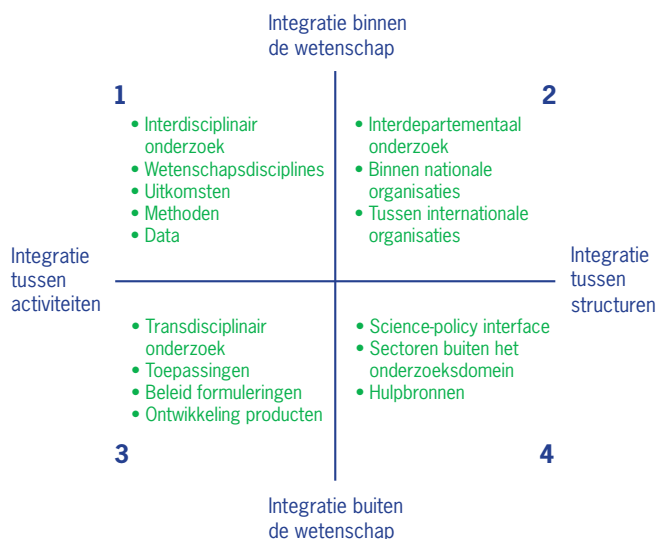 Integratie binnen
de wetenschap
1
• Interdisciplinair
onderzoek
• Wetenschapsdisciplines
• Uitkomsten
• Methoden
• Data
2
• Interdepartementaal
onderzoek
• Binnen nationale
organisaties
• Tussen internationale
organisaties
Integratie
tussen
activiteiten
Integratie
tussen
structuren
• Transdisciplinair
onderzoek
• Toepassingen
• Beleid formuleringen
• Ontwikkeling producten
3
• Science-policy interface
• Sectoren buiten het
onderzoeksdomein
• Hulpbronnen
4
Integratie buiten
de wetenschap